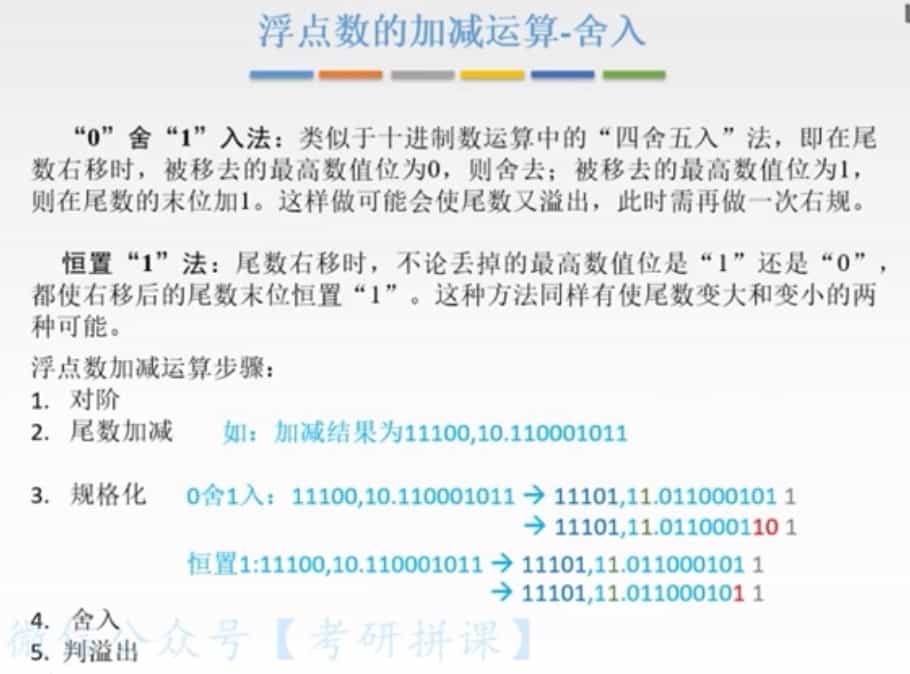 浮点数的加减运算-舍入
“0”舍“1”入法：类似于十进制数运算中的“四舍五入”法，即在尾
数右移时，被移去的最高数值位为0，则舍去；被移去的最高数值位为1，
则在尾数的末位加1。这样做可能会使尾数又溢出，此时需再做一次右规。
恒置“1”法：尾数右移时，不论丢掉的最高数值位是“1”还是“0”，
都使右移后的尾数末位恒置“1”。这种方法同样有使尾数变大和变小的两
种可能。
浮点数加减运算步骤：
1. 对阶
2. 尾数加减 如：加减结果为11100,10.110001011
3. 规格化 0舍1入：11100,10.110001011 → 11101,11.011000101 1
→ 11101,11.011000110 1
恒置1:11100,10.110001011 → 11101,11.011000101 1
→ 11101,11.011000101 1
4. 舍入
5. 判溢出
微信公众号【考研拼课】